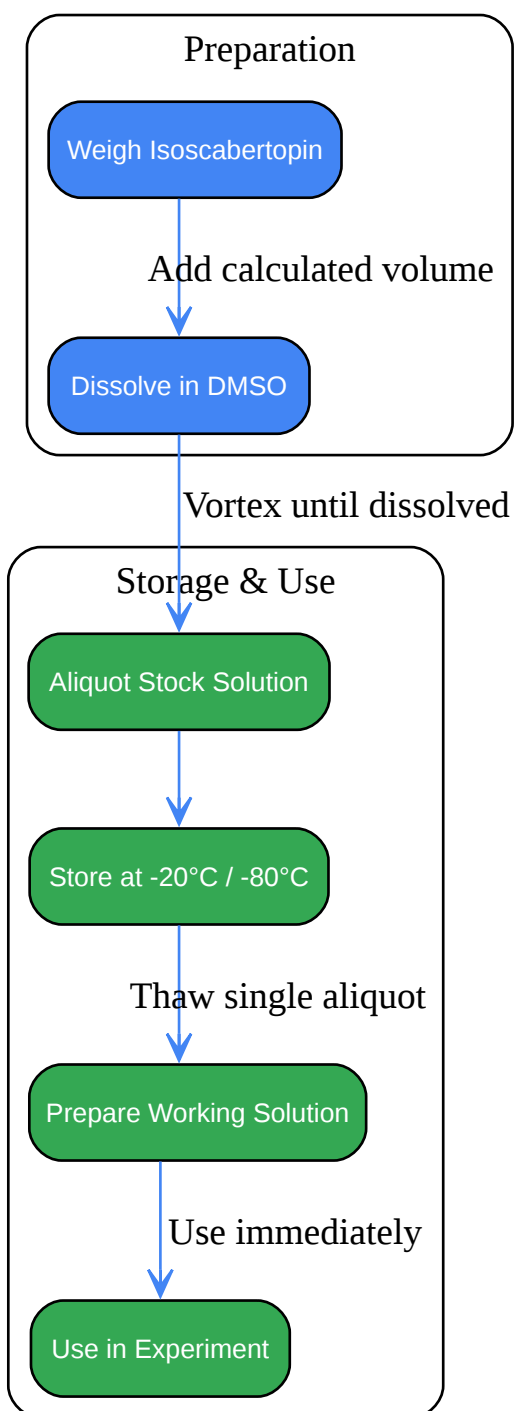 Preparation
Weigh Isoscabertopin
Add calculated volume
Dissolve in DMSO
Vortex until dissolved
Storage & Use
Aliquot Stock Solution
Store at -20°C / -80°C
Thaw single aliquot
Prepare Working Solution
Use immediately
Use in Experiment